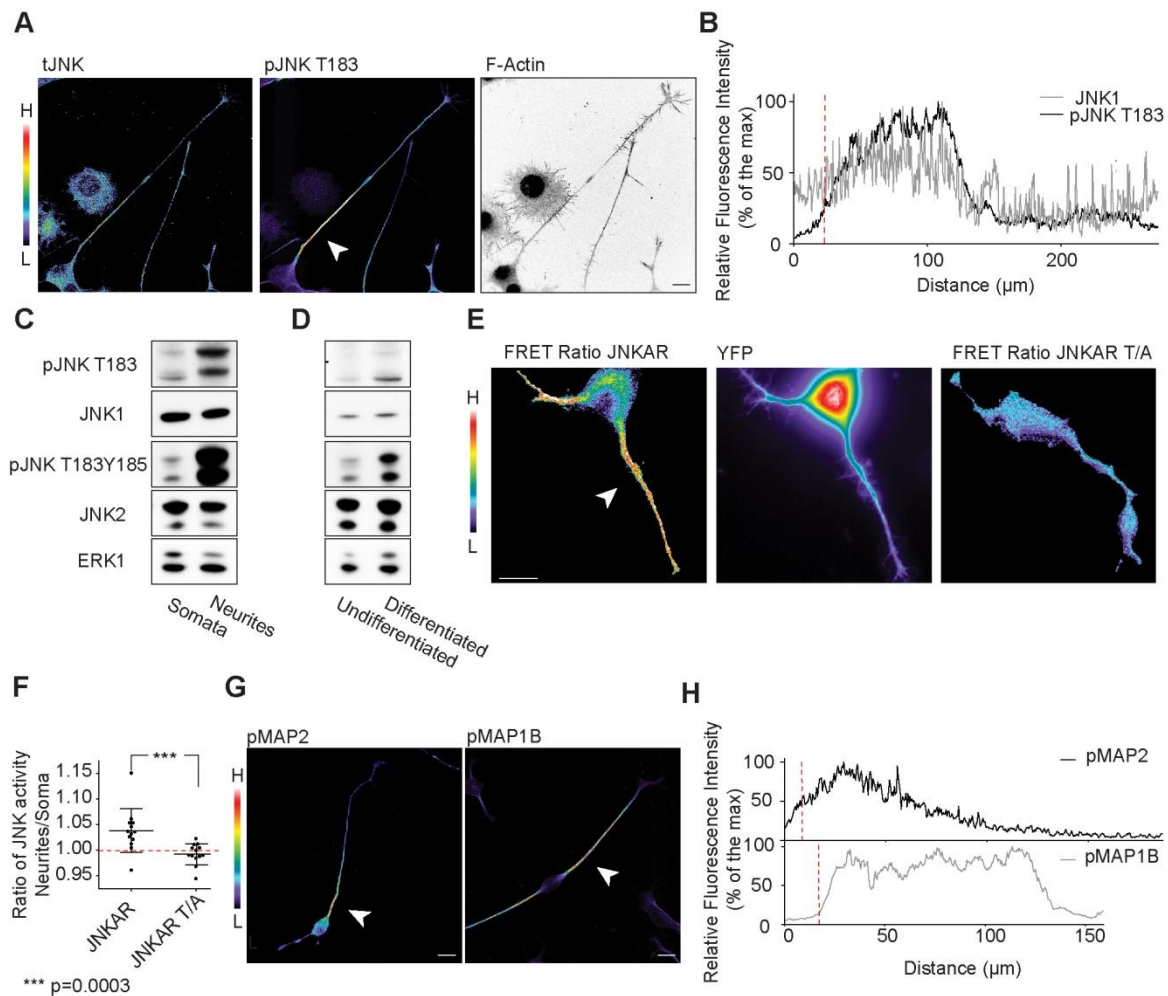 A
tJNK
pJNK T183
F-Actin
H
L
B
JNK1
pJNK T183
Relative Fluorescence Intensity
(% of the max)
100
50
0
0
100
200
Distance (µm)
C
D
pJNK T183
JNK1
pJNK T183Y185
JNK2
ERK1
Somata
Neurites
Undifferentiated
Differentiated
E
FRET Ratio JNKAR
YFP
FRET Ratio JNKAR T/A
H
L
F
***
Ratio of JNK activity
Neurites/Soma
1.15
1.10
1.05
1.00
0.95
JNKAR
JNKAR T/A
*** p=0.0003
G
pMAP2
pMAP1B
H
L
H
pMAP2
pMAP1B
Relative Fluorescence Intensity
(% of the max)
100
50
100
50
0
0
50
100
150
Distance (µm)